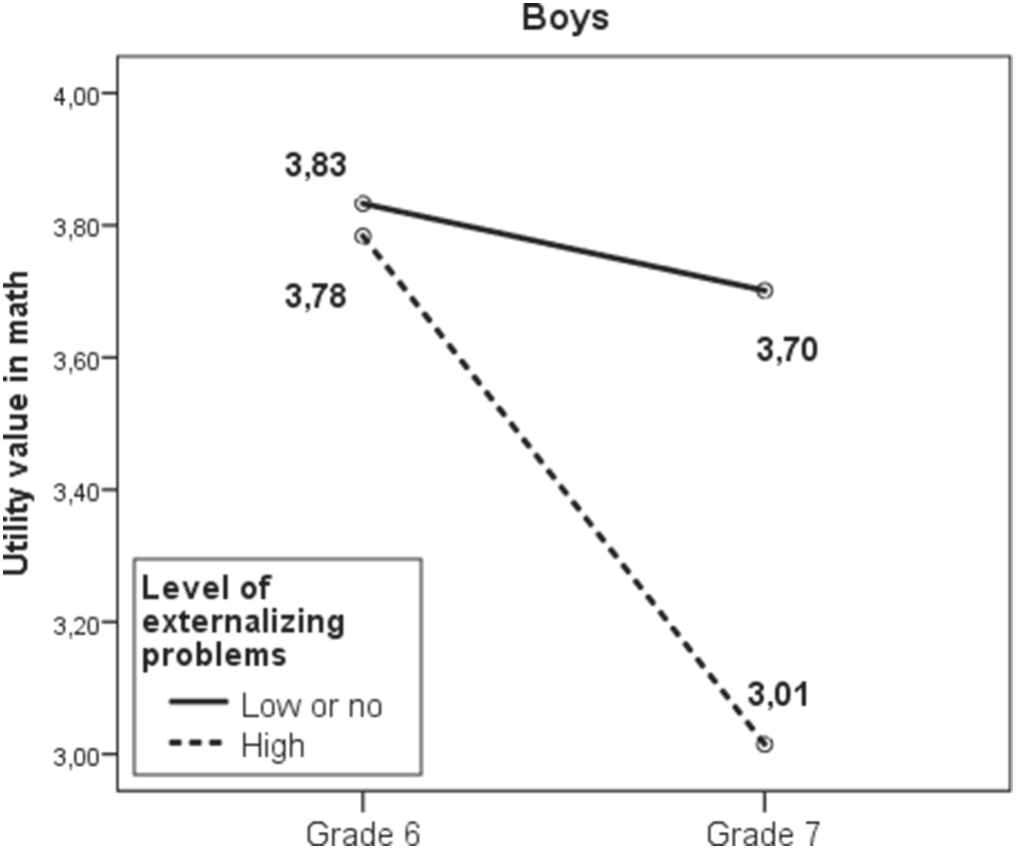 Boys
4,00
3,80
3,60
3,40
3,20
3,00
Utility value in math
3,83
3,78
3,70
3,01
Level of
externalizing
problems
Low or no
High
Grade 6
Grade 7